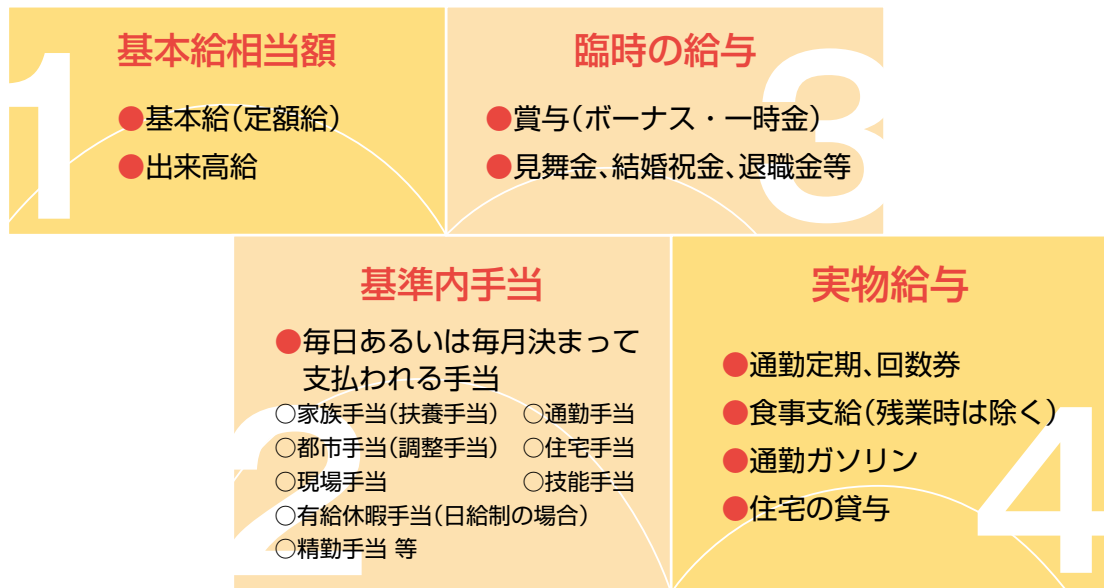 1
基本給相当額
●基本給(定額給)
●出来高給
3
臨時の給与
●賞与(ボーナス・一時金)
●見舞金、結婚祝金、退職金等
2
基準内手当
●毎日あるいは毎月決まって
支払われる手当
○家族手当(扶養手当) ○通勤手当
○都市手当(調整手当) ○住宅手当
○現場手当 ○技能手当
○有給休暇手当(日給制の場合)
○精勤手当 等
4
実物給与
●通勤定期、回数券
●食事支給(残業時は除く)
●通勤ガソリン
●住宅の貸与